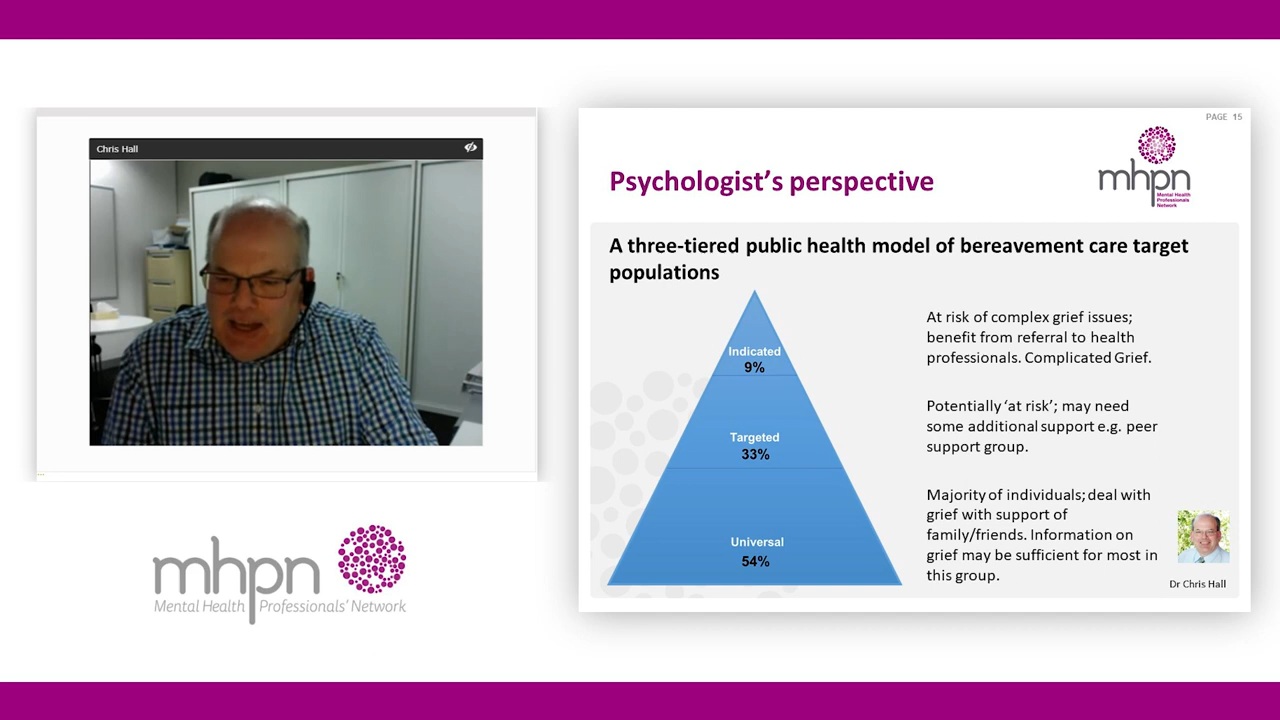 Chris Hall
mhpn
Mental Health Professionals' Network
PAGE 15
mhpn
Mental Health
Professionals
Network
Psychologist's perspective
A three-tiered public health model of bereavement care target
populations
Indicated
9%
At risk of complex grief issues;
benefit from referral to health
professionals. Complicated Grief.
Targeted
33%
Potentially 'at risk'; may need
some additional support e.g. peer
support group.
Universal
54%
Majority of individuals; deal with
grief with support of
family/friends. Information on
grief may be sufficient for most in
this group.
Dr Chris Hall